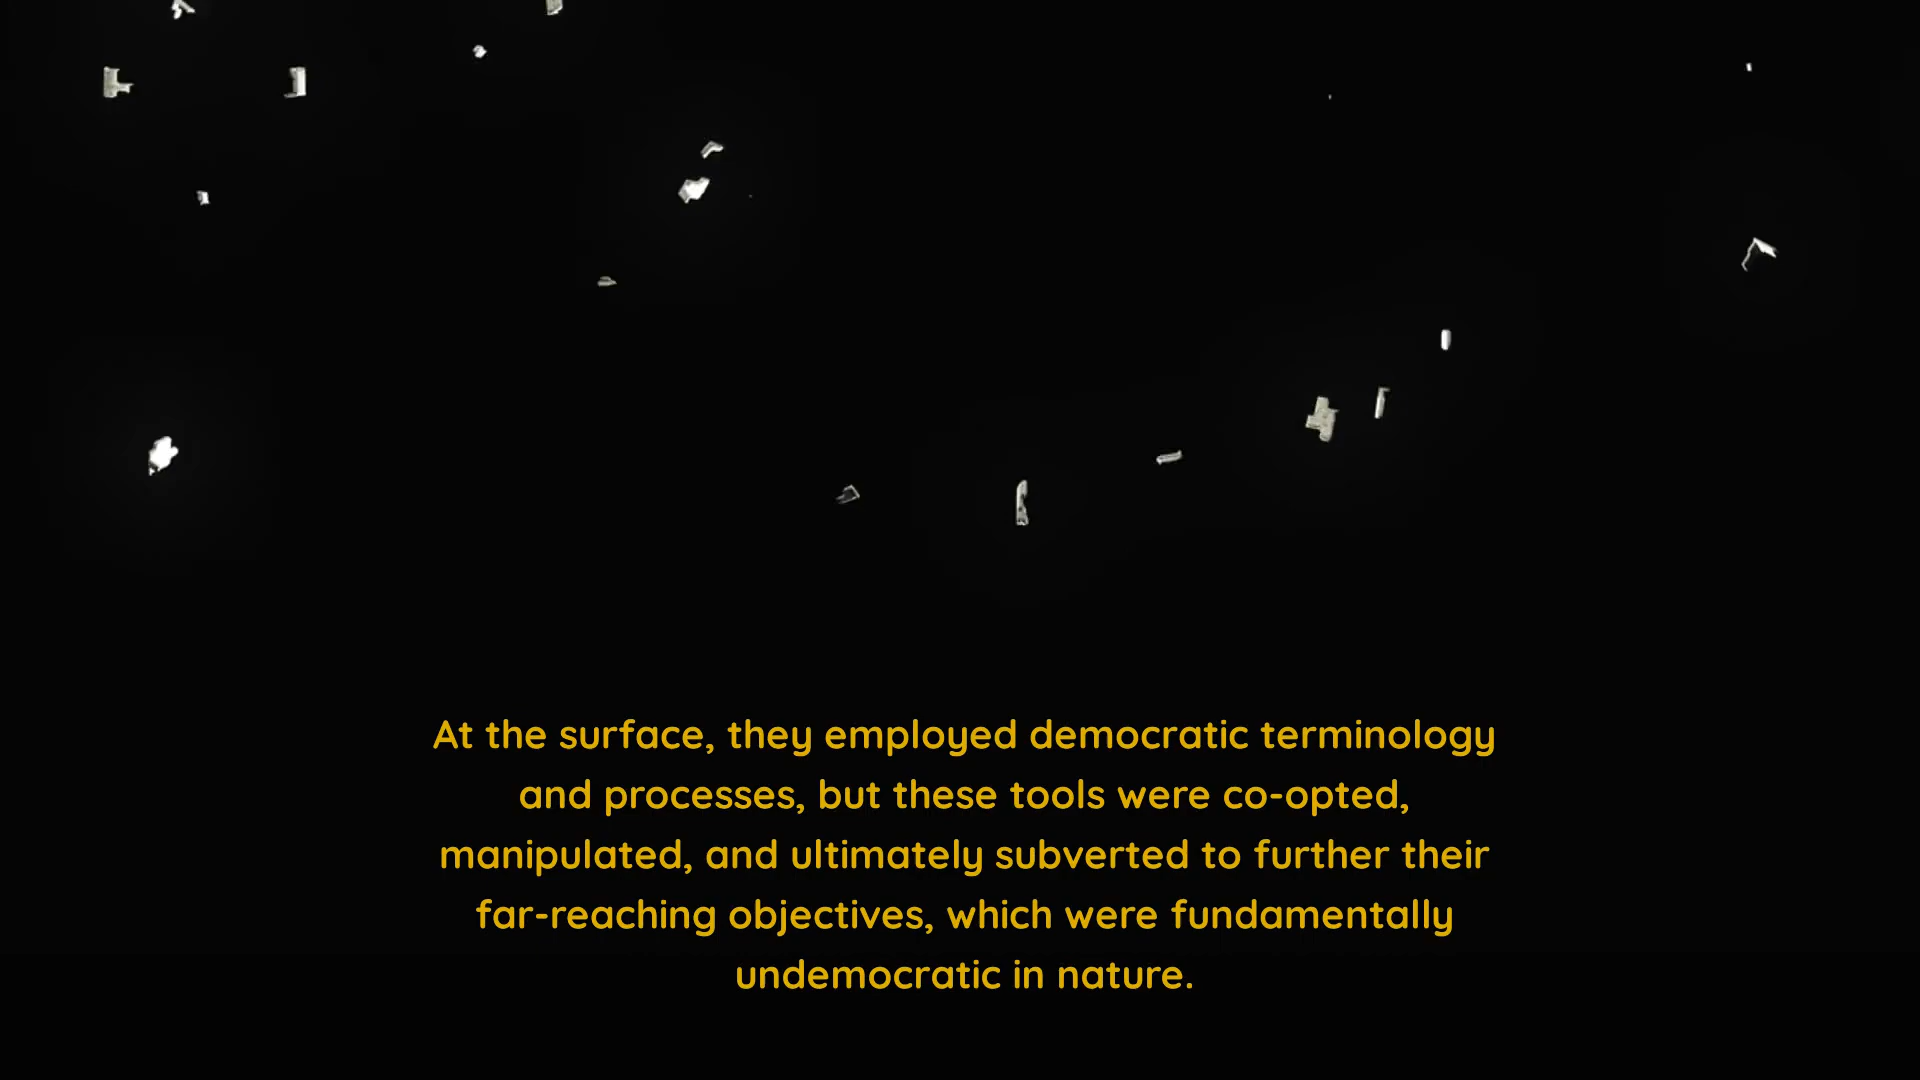 At the surface, they employed democratic terminology
and processes, but these tools were co-opted,
manipulated, and ultimately subverted to further their
far-reaching objectives, which were fundamentally
undemocratic in nature.